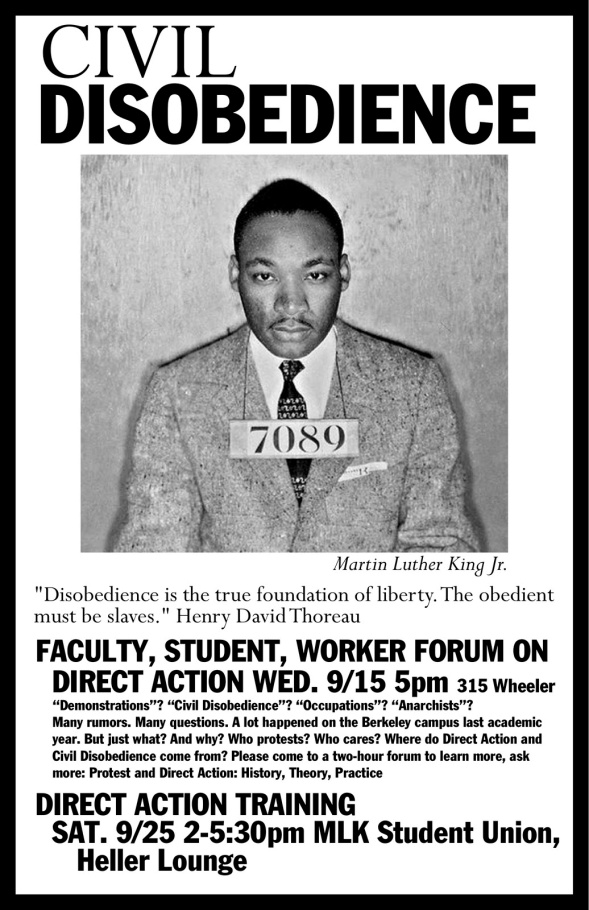 CIVIL
DISOBEDIENCE
7089
Martin Luther King Jr.
"Disobedience is the true foundation of liberty. The obedient
must be slaves." Henry David Thoreau
FACULTY, STUDENT, WORKER FORUM ON
DIRECT ACTION WED. 9/15 5pm 315 Wheeler
“Demonstrations”? “Civil Disobedience”? “Occupations”? “Anarchists”?
Many rumors. Many questions. A lot happened on the Berkeley campus last academic
year. But just what? And why? Who protests? Who cares? Where do Direct Action and
Civil Disobedience come from? Please come to a two-hour forum to learn more, ask
more: Protest and Direct Action: History, Theory, Practice
DIRECT ACTION TRAINING
SAT. 9/25 2-5:30pm MLK Student Union,
Heller Lounge